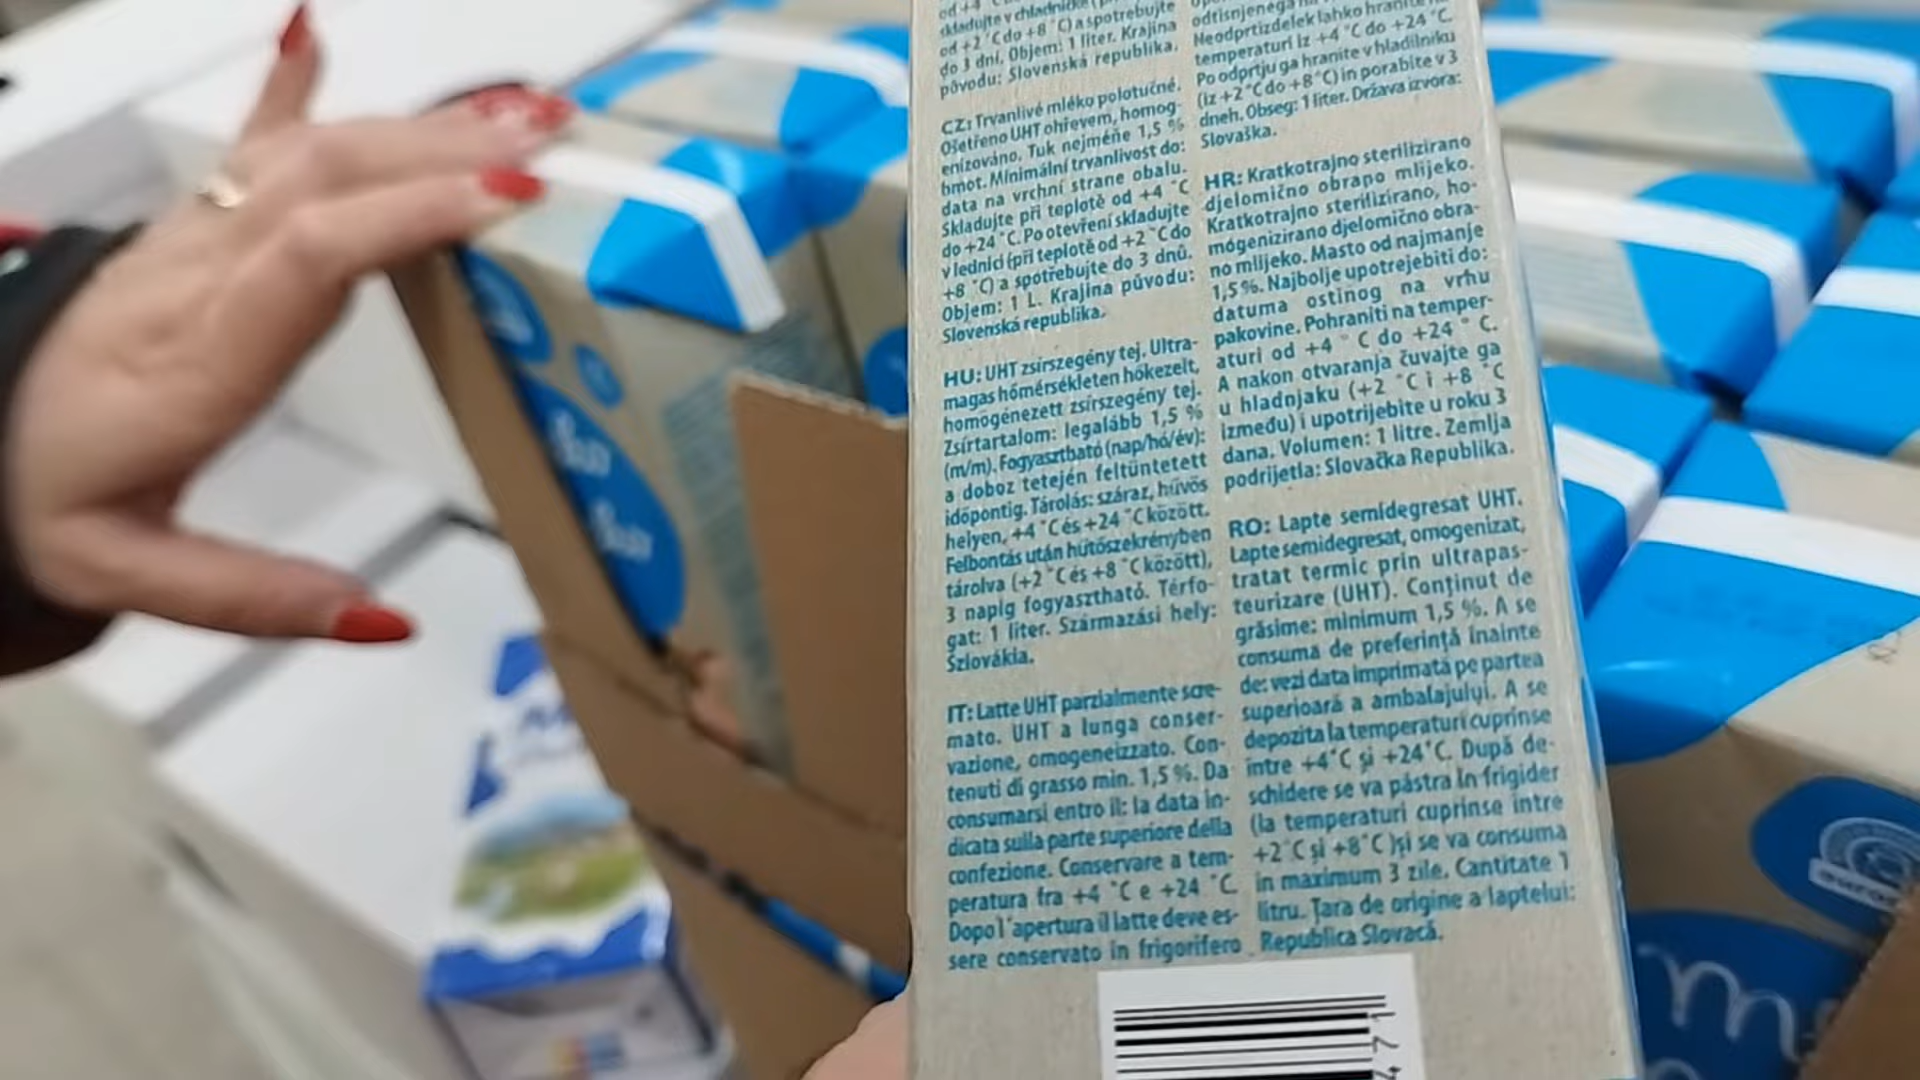 skladujte v chladničke
od +2 °C do +8 °C) a spotrebujte
do 3 dní. Objem: 1 liter. Krajina
pôvodu: Slovenská republika.
CZ: Trvanlivé mléko polotučné.
Ošetřeno UHT ohřevem, homog-
enizováno. Tuk nejméňe 1,5 %
hmot. Minimální trvanlivost do:
data na vrchní strane obalu.
Skladujte při teplotě od +4 °C
do +24 °C. Po otevření skladujte
v lednici (při teplotě od +2 °C do
+8 °C) a spotřebujte do 3 dnů.
Objem: 1 L. Krajina původu:
Slovenská republika.
HU: UHT zsírszegény tej. Ultra-
magas hőmérsékleten hőkezelt,
homogénezett zsírszegény tej.
Zsírtartalom: legalább 1,5 %
(m/m). Fogyasztható (nap/hó/év):
a doboz tetején feltüntetett
időpontig. Tárolás: száraz, hűvös
helyen, +4 °C és +24 °C között.
Felbontás után hűtőszekrényben
tárolva (+2 °C és +8 °C között),
3 napig fogyasztható. Térfo-
gat: 1 liter. Származási hely:
Szlovákia.
IT: Latte UHT parzialmente scre-
mato. UHT a lunga conser-
vazione, omogeneizzato. Con-
tenuti di grasso min. 1,5 %. Da
consumarsi entro il: la data in-
dicata sulla parte superiore della
confezione. Conservare a tem-
peratura fra +4 °C e +24 °C.
Dopo l'apertura il latte deve es-
sere conservato in frigorifero
odtisnjenega
Neodprt izdelek lahko hranite
temperaturi iz +4 °C do +24 °C.
Po odprtju ga hranite v hladilniku
(iz +2 °C do +8 °C) in porabite v 3
dneh. Obseg: 1 liter. Država izvora:
Slovaška.
HR: Kratkotrajno sterilizirano
djelomično obrapo mlijeko.
Kratkotrajno sterilizirano, ho-
mógenizirano djelomično obra-
no mlijeko. Masto od najmanje
1,5 %. Najbolje upotrejebiti do:
datuma ostinog na vrhu
pakovine. Pohraniti na temper-
aturi od +4 ° C do +24 ° C.
A nakon otvaranja čuvajte ga
u hladnjaku (+2 °C i +8 °C
između) i upotrijebite u roku 3
dana. Volumen: 1 litre. Zemlja
podrijetla: Slovačka Republika.
RO: Lapte semidegresat UHT.
Lapte semidegresat, omogenizat,
tratat termic prin ultrapas-
teurizare (UHT). Conţinut de
grăsime: minimum 1,5 %. A se
consuma de preferinţă înainte
de: vezi data imprimată pe partea
superioară a ambalajului. A se
depozita la temperaturi cuprinse
între +4°C şi +24°C. După de-
schidere se va păstra în frigider
(la temperaturi cuprinse între
+2°C şi +8°C) şi se va consuma
in maximum 3 zile. Cantitate 1
litru. Ţara de origine a laptelui:
Republica Slovacă.